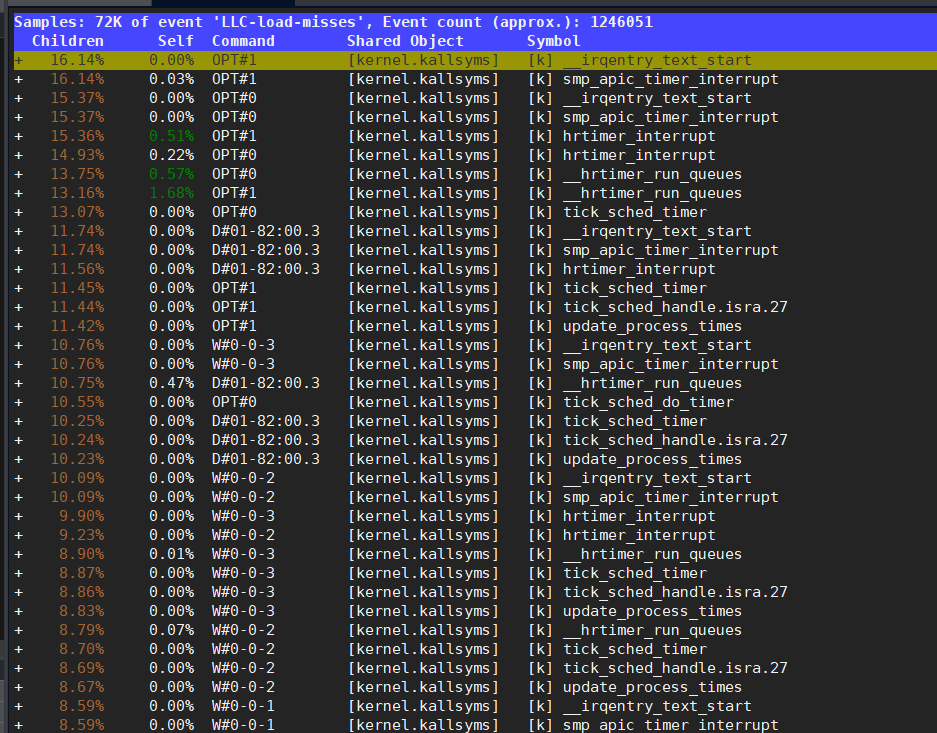 Samples: 72K of event 'LLC-load-misses', Event count (approx.): 1246051
Children Self Command Shared Object Symbol
+ 16.14% 0.00% OPT#1 [kernel.kallsyms] [k] __irqentry_text_start
+ 16.14% 0.03% OPT#1 [kernel.kallsyms] [k] smp_apic_timer_interrupt
+ 15.37% 0.00% OPT#0 [kernel.kallsyms] [k] __irqentry_text_start
+ 15.37% 0.00% OPT#0 [kernel.kallsyms] [k] smp_apic_timer_interrupt
+ 15.36% 0.51% OPT#1 [kernel.kallsyms] [k] hrtimer_interrupt
+ 14.93% 0.22% OPT#0 [kernel.kallsyms] [k] hrtimer_interrupt
+ 13.75% 0.57% OPT#0 [kernel.kallsyms] [k] __hrtimer_run_queues
+ 13.16% 1.68% OPT#1 [kernel.kallsyms] [k] __hrtimer_run_queues
+ 13.07% 0.00% OPT#0 [kernel.kallsyms] [k] tick_sched_timer
+ 11.74% 0.00% D#01-82:00.3 [kernel.kallsyms] [k] __irqentry_text_start
+ 11.74% 0.00% D#01-82:00.3 [kernel.kallsyms] [k] smp_apic_timer_interrupt
+ 11.56% 0.00% D#01-82:00.3 [kernel.kallsyms] [k] hrtimer_interrupt
+ 11.45% 0.00% OPT#1 [kernel.kallsyms] [k] tick_sched_timer
+ 11.44% 0.00% OPT#1 [kernel.kallsyms] [k] tick_sched_handle.isra.27
+ 11.42% 0.00% OPT#1 [kernel.kallsyms] [k] update_process_times
+ 10.76% 0.00% W#0-0-3 [kernel.kallsyms] [k] __irqentry_text_start
+ 10.76% 0.00% W#0-0-3 [kernel.kallsyms] [k] smp_apic_timer_interrupt
+ 10.75% 0.47% D#01-82:00.3 [kernel.kallsyms] [k] __hrtimer_run_queues
+ 10.55% 0.00% OPT#0 [kernel.kallsyms] [k] tick_sched_do_timer
+ 10.25% 0.00% D#01-82:00.3 [kernel.kallsyms] [k] tick_sched_timer
+ 10.24% 0.00% D#01-82:00.3 [kernel.kallsyms] [k] tick_sched_handle.isra.27
+ 10.23% 0.00% D#01-82:00.3 [kernel.kallsyms] [k] update_process_times
+ 10.09% 0.00% W#0-0-2 [kernel.kallsyms] [k] __irqentry_text_start
+ 10.09% 0.00% W#0-0-2 [kernel.kallsyms] [k] smp_apic_timer_interrupt
+ 9.90% 0.00% W#0-0-3 [kernel.kallsyms] [k] hrtimer_interrupt
+ 9.23% 0.00% W#0-0-2 [kernel.kallsyms] [k] hrtimer_interrupt
+ 8.90% 0.01% W#0-0-3 [kernel.kallsyms] [k] __hrtimer_run_queues
+ 8.87% 0.00% W#0-0-3 [kernel.kallsyms] [k] tick_sched_timer
+ 8.86% 0.00% W#0-0-3 [kernel.kallsyms] [k] tick_sched_handle.isra.27
+ 8.83% 0.00% W#0-0-3 [kernel.kallsyms] [k] update_process_times
+ 8.79% 0.07% W#0-0-2 [kernel.kallsyms] [k] __hrtimer_run_queues
+ 8.70% 0.00% W#0-0-2 [kernel.kallsyms] [k] tick_sched_timer
+ 8.69% 0.00% W#0-0-2 [kernel.kallsyms] [k] tick_sched_handle.isra.27
+ 8.67% 0.00% W#0-0-2 [kernel.kallsyms] [k] update_process_times
+ 8.59% 0.00% W#0-0-1 [kernel.kallsyms] [k] __irqentry_text_start
+ 8.59% 0.00% W#0-0-1 [kernel.kallsyms] [k] smp_apic_timer_interrupt